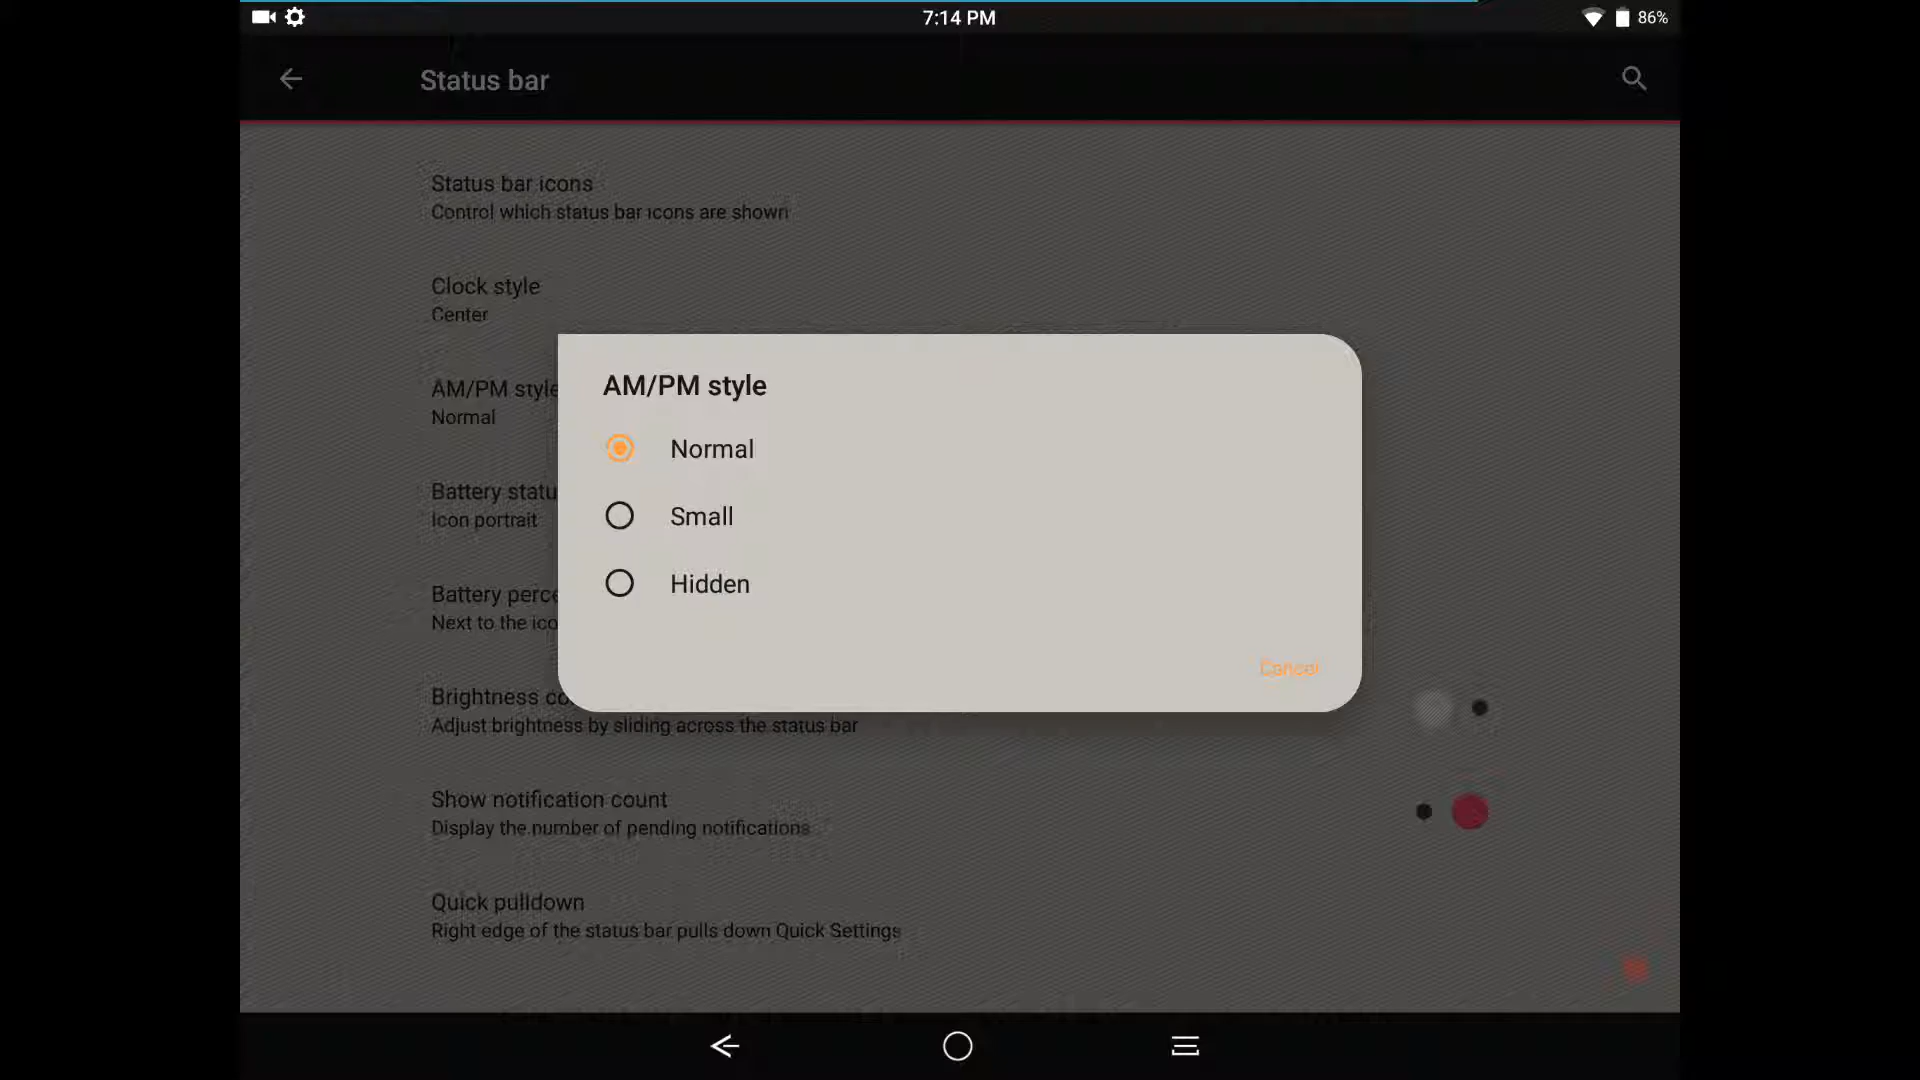 7:14 PM
86%
Status bar
Status bar icons
Control which status bar icons are shown
Clock style
Center
AM/PM style
Normal
Battery statu
Icon portrait
Battery perce
Next to the ico
Brightness co
Adjust brightness by sliding across the status bar
Show notification count
Display the number of pending notifications
Quick pulldown
Right edge of the status bar pulls down Quick Settings
AM/PM style
Normal
Small
Hidden
Cancel